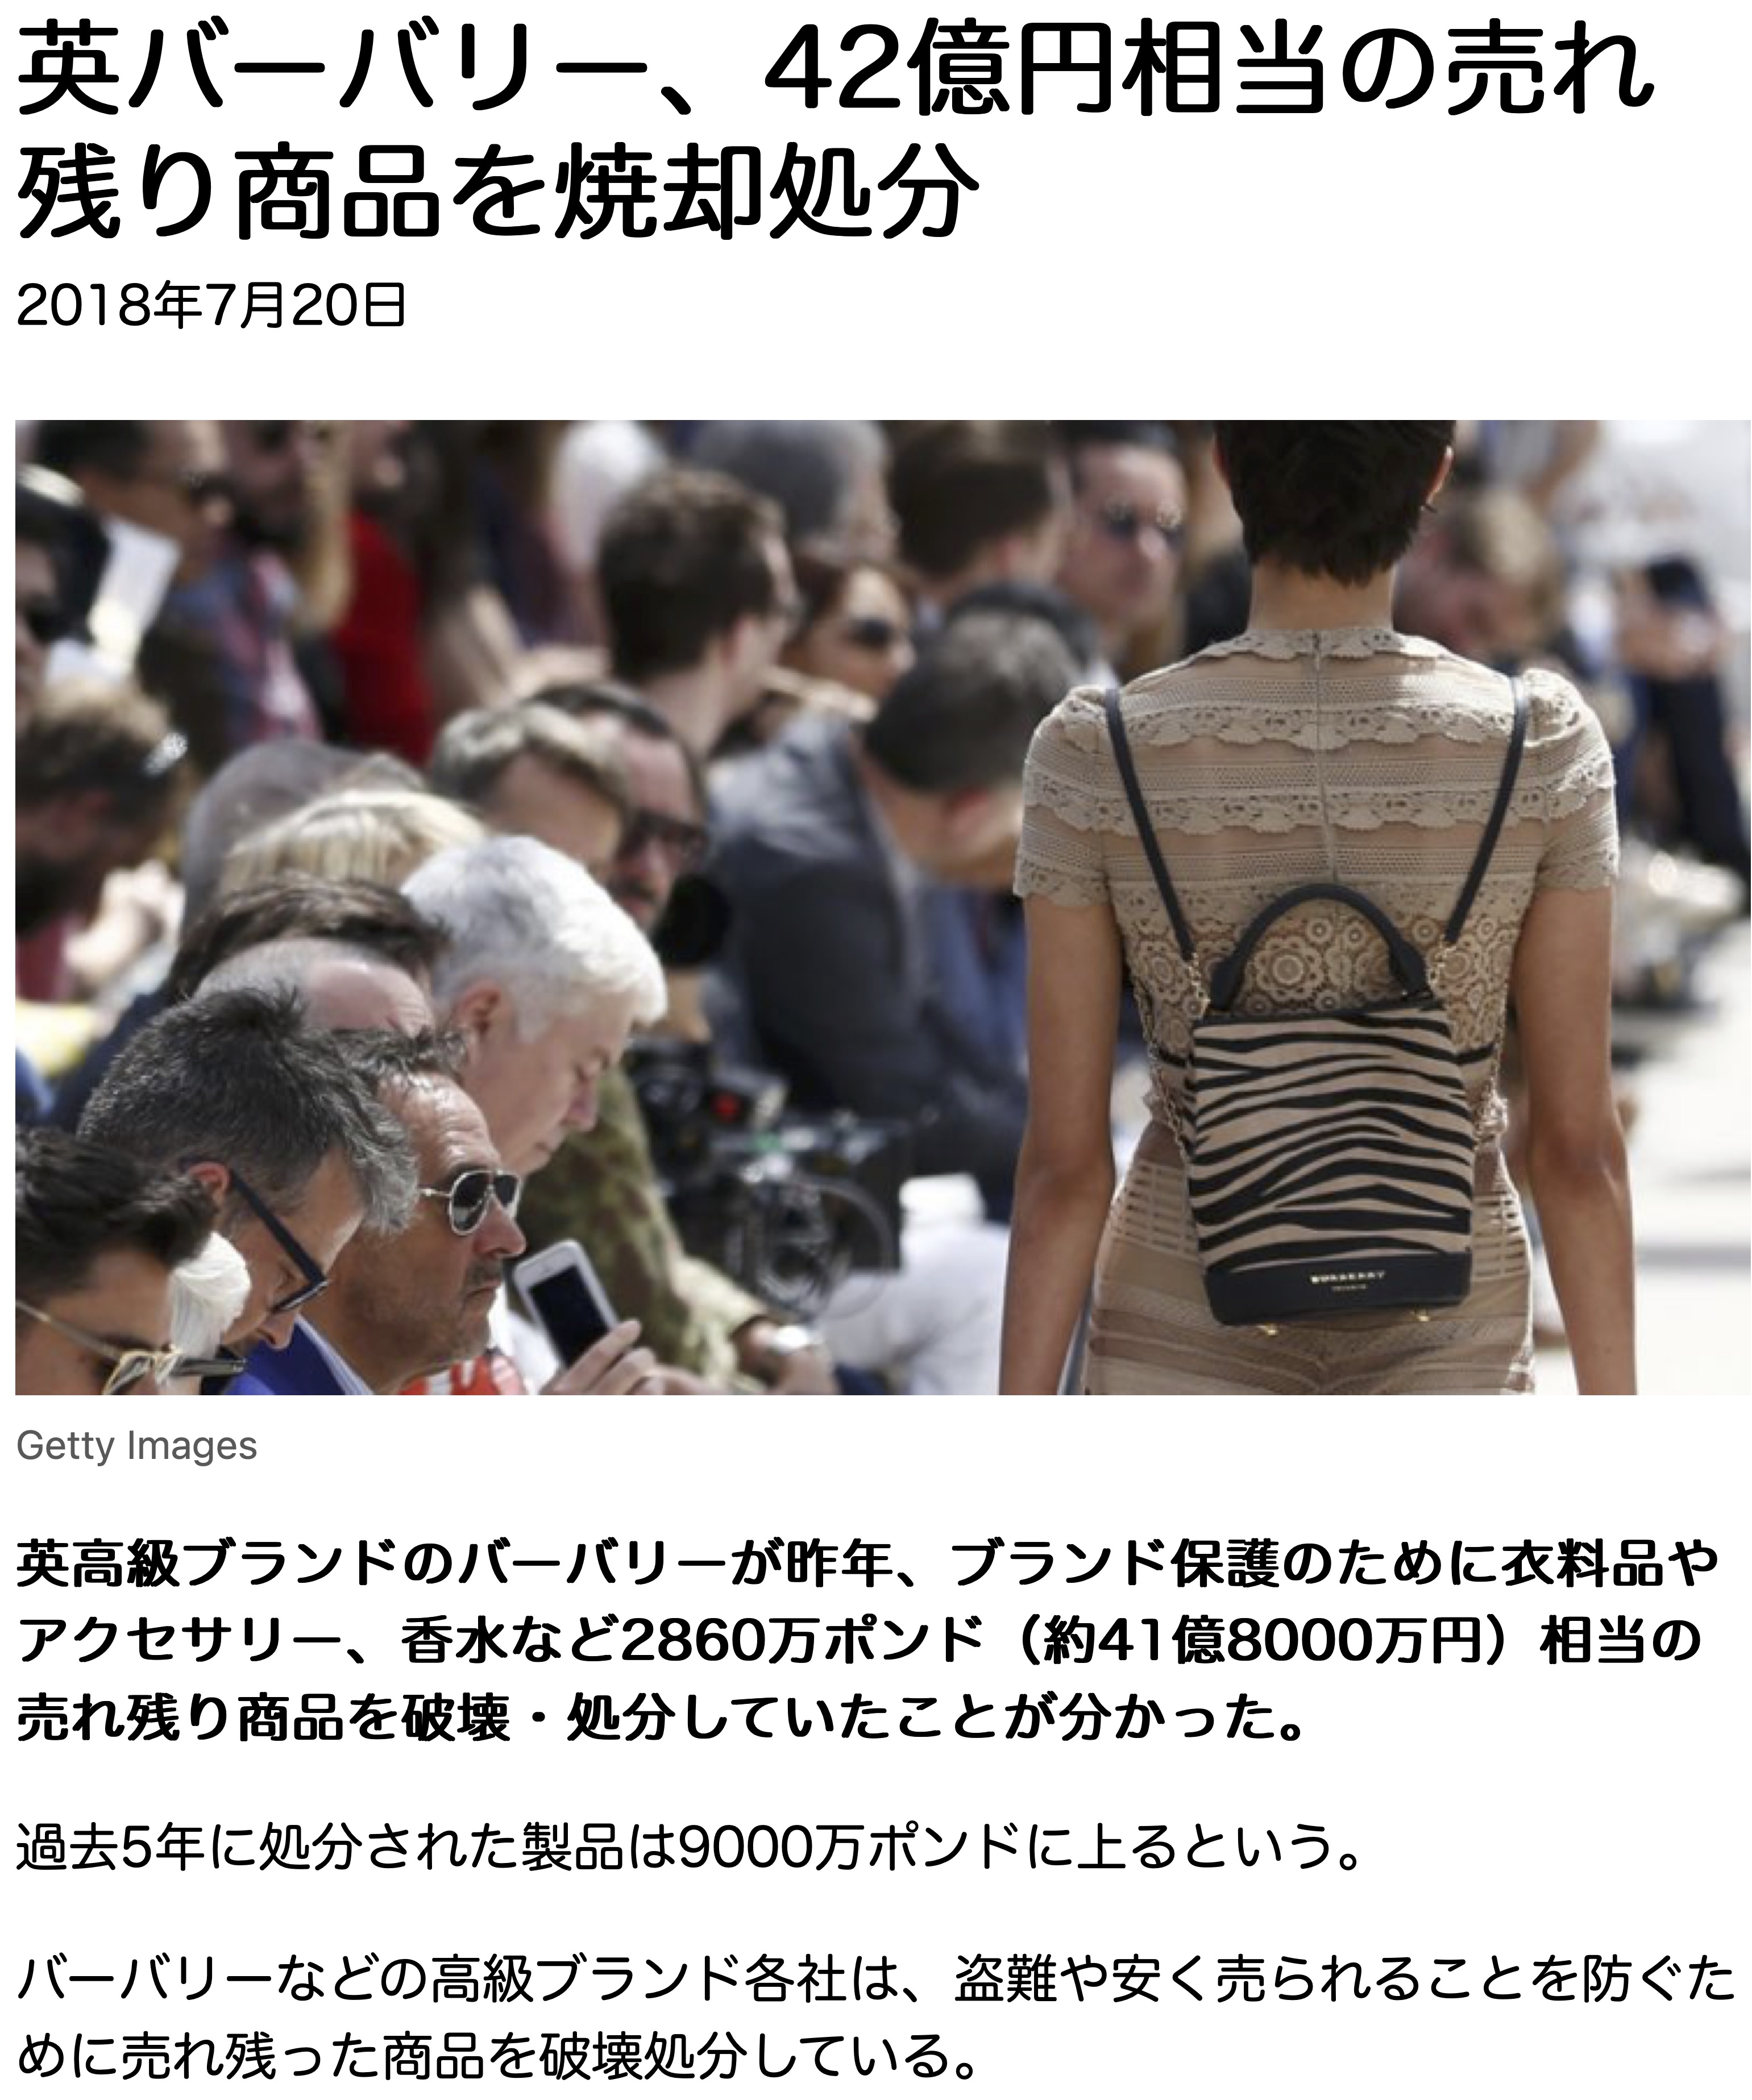 英バーバリー、42億円相当の売れ
残り商品を焼却処分
2018年7月20日
BURBERRY
Getty Images
英高級ブランドのバーバリーが昨年、ブランド保護のために衣料品や
アクセサリー、香水など2860万ポンド（約41億8000万円）相当の
売れ残り商品を破壊・処分していたことが分かった。
過去5年に処分された製品は9000万ポンドに上るという。
バーバリーなどの高級ブランド各社は、盗難や安く売られることを防ぐた
めに売れ残った商品を破壊処分している。